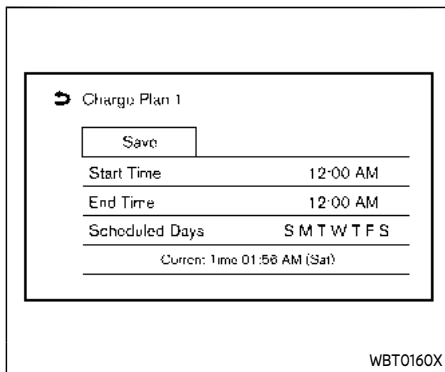 Charge Plan 1
Save
Start Time 12:00 AM
End Time 12:00 AM
Scheduled Days S M T W T F S
Current Time 01:56 AM (Sat)
WBT0160X